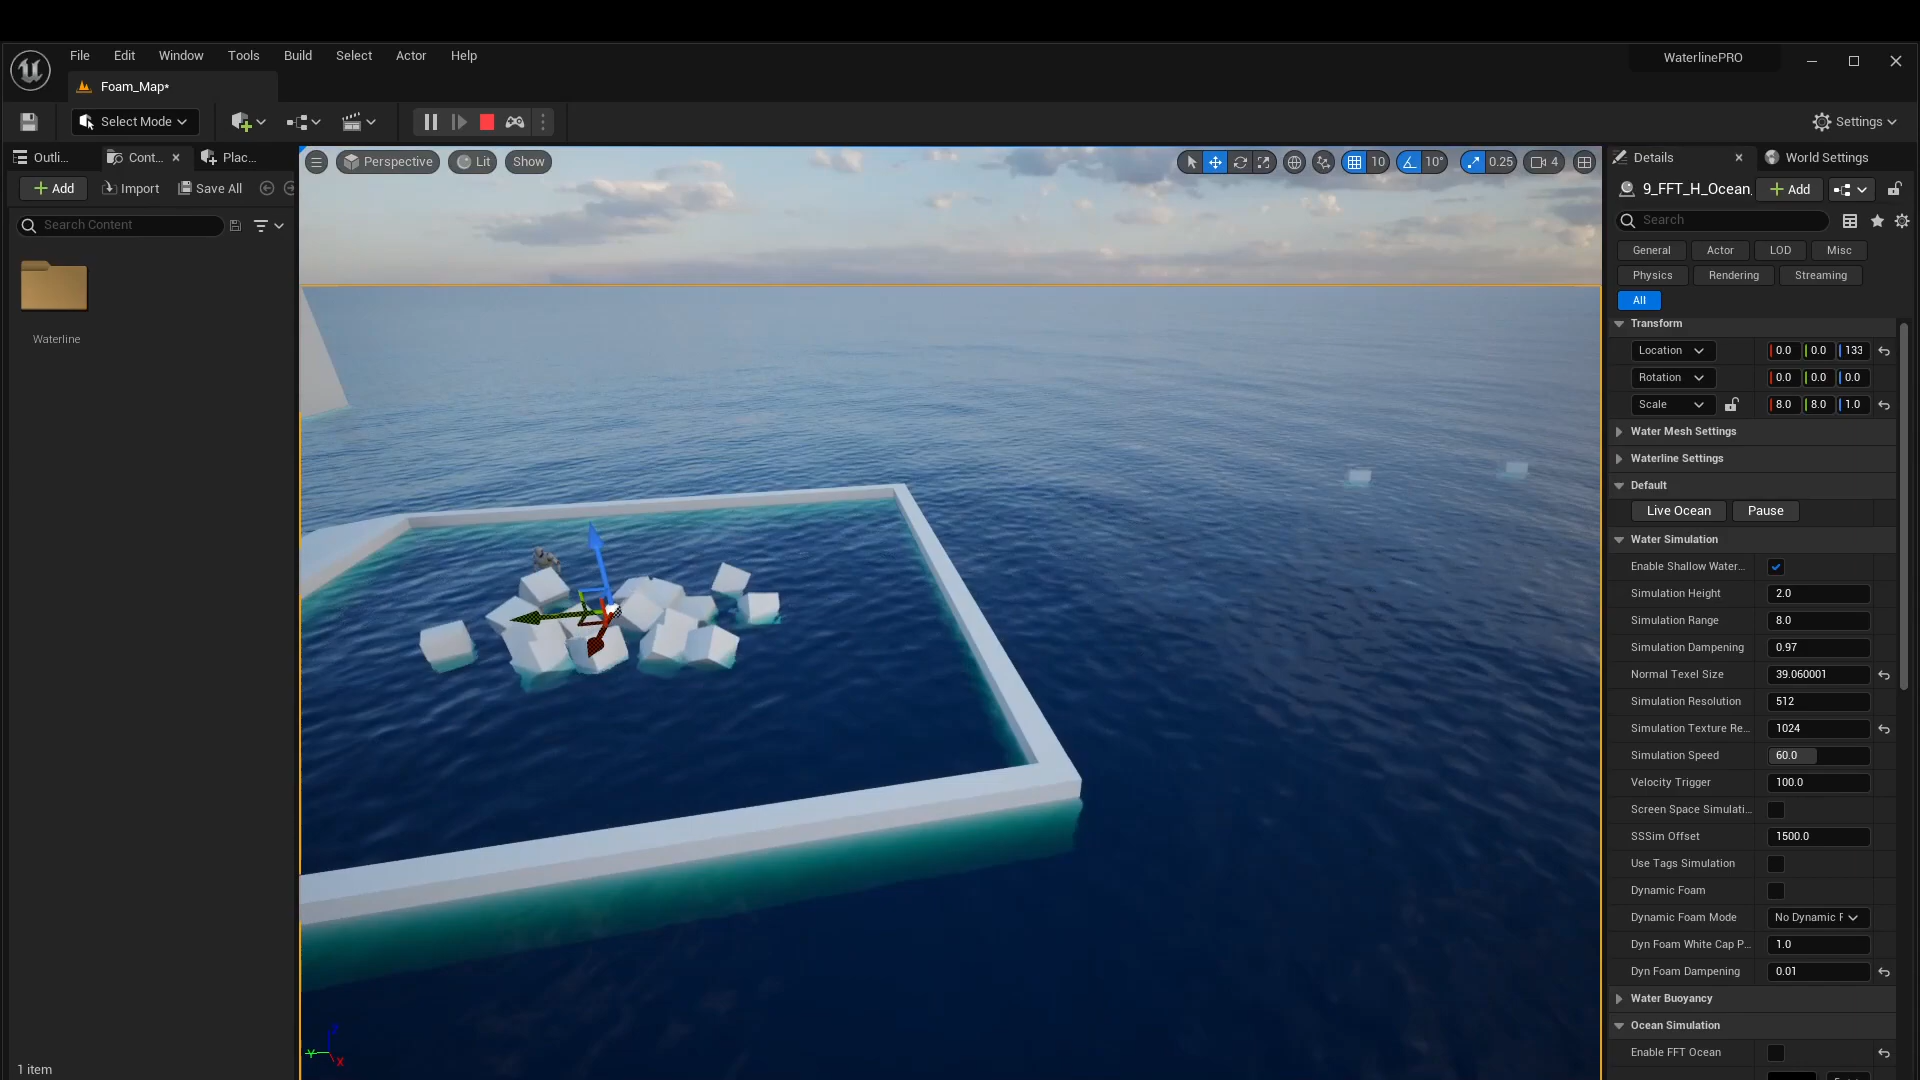 File Edit Window Tools Build Select Actor Help
WaterlinePRO
Foam_Map*
Select Mode
Settings
Outli...
Cont...
Plac...
Add
Import
Save All
Search Content
Waterline
1 item
Perspective
Lit
Show
10
10°
0.25
4
Z
Y
X
Details
World Settings
9_FFT_H_Ocean.
Add
Search
General
Actor
LOD
Misc
Physics
Rendering
Streaming
All
Transform
Location 0.0 0.0 133
Rotation 0.0 0.0 0.0
Scale 8.0 8.0 1.0
Water Mesh Settings
Waterline Settings
Default
Live Ocean Pause
Water Simulation
Enable Shallow Water...
Simulation Height 2.0
Simulation Range 8.0
Simulation Dampening 0.97
Normal Texel Size 39.060001
Simulation Resolution 512
Simulation Texture Re... 1024
Simulation Speed 60.0
Velocity Trigger 100.0
Screen Space Simulati...
SSSim Offset 1500.0
Use Tags Simulation
Dynamic Foam
Dynamic Foam Mode No Dynamic F
Dyn Foam White Cap P... 1.0
Dyn Foam Dampening 0.01
Water Buoyancy
Ocean Simulation
Enable FFT Ocean